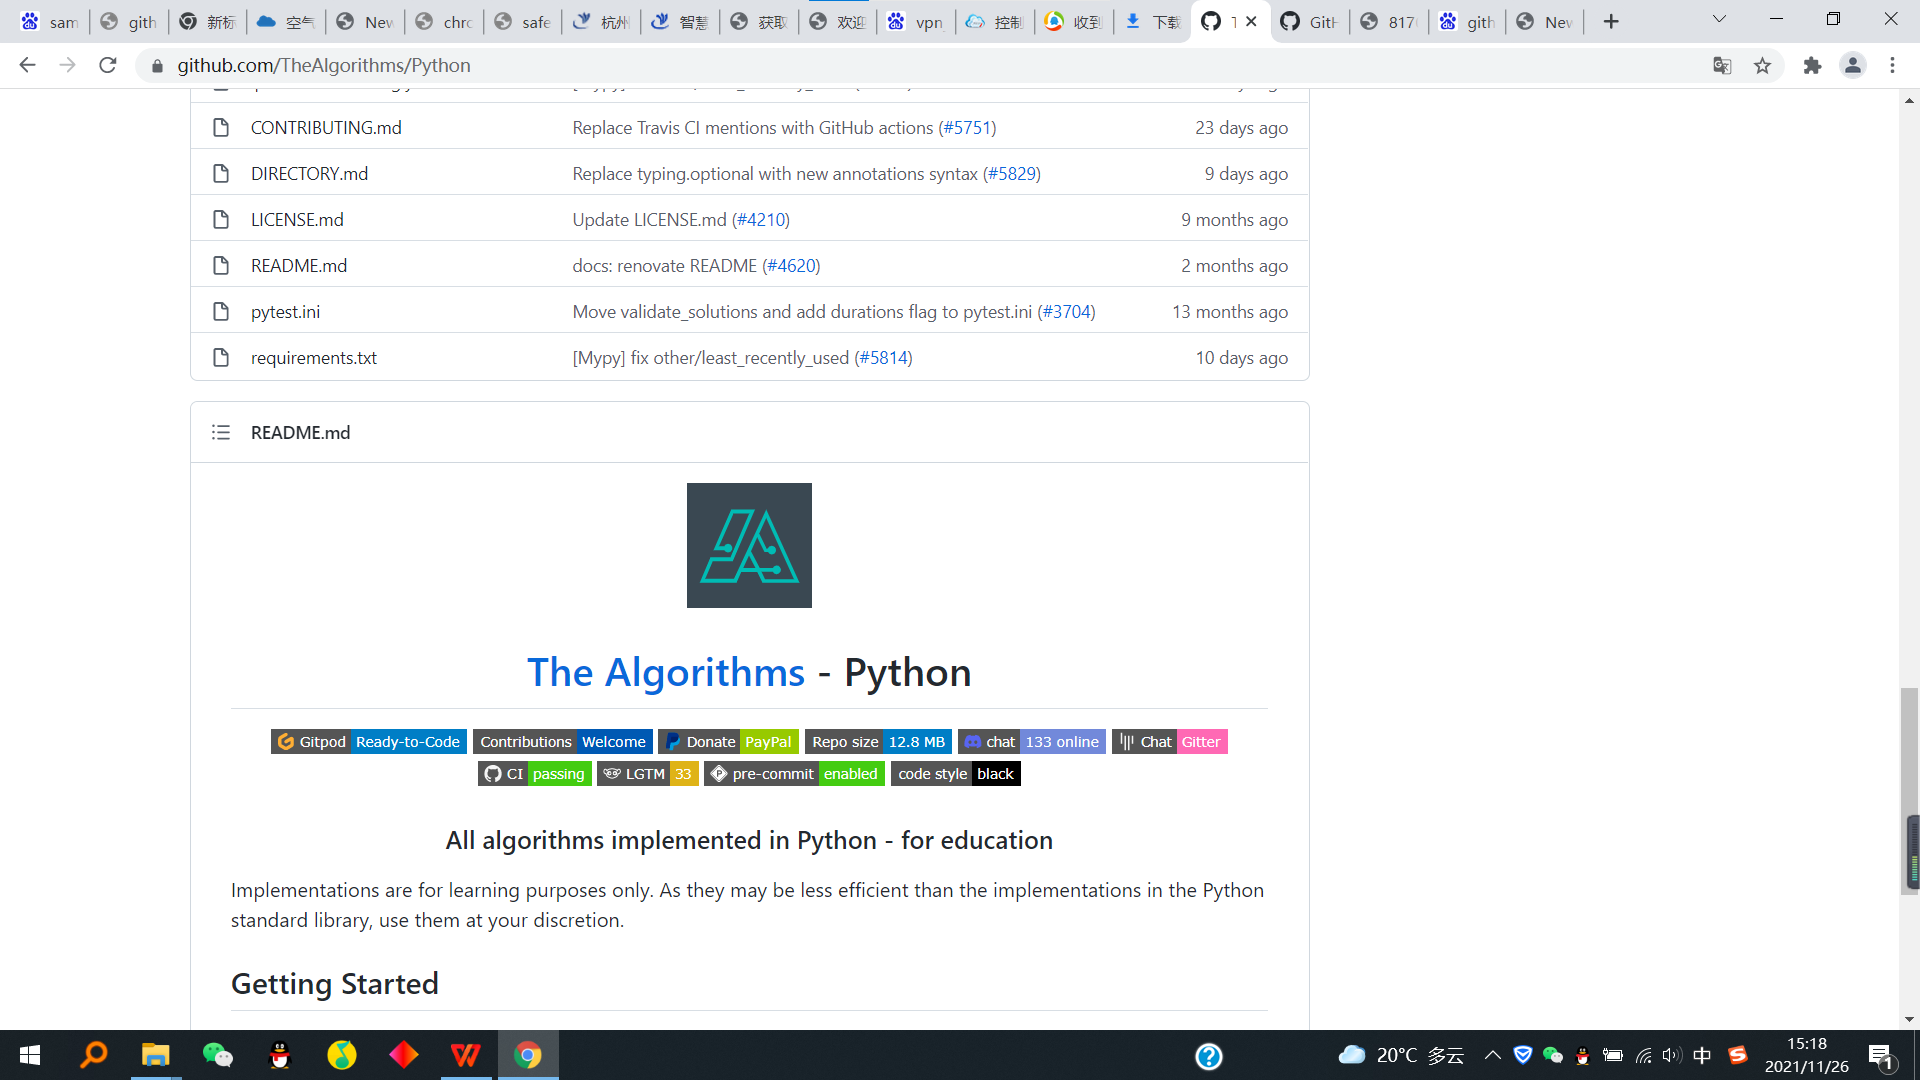 sam gith 新标 空气 New chro safe 杭州 智慧 获取 欢迎 vpn_ 控制 收到 下载 T GitH 817 gith New
github.com/TheAlgorithms/Python
CONTRIBUTING.md Replace Travis CI mentions with GitHub actions (#5751) 23 days ago
DIRECTORY.md Replace typing.optional with new annotations syntax (#5829) 9 days ago
LICENSE.md Update LICENSE.md (#4210) 9 months ago
README.md docs: renovate README (#4620) 2 months ago
pytest.ini Move validate_solutions and add durations flag to pytest.ini (#3704) 13 months ago
requirements.txt [Mypy] fix other/least_recently_used (#5814) 10 days ago
README.md
The Algorithms - Python
Gitpod Ready-to-Code Contributions Welcome Donate PayPal Repo size 12.8 MB chat 133 online Chat Gitter
CI passing LGTM 33 pre-commit enabled code style black
All algorithms implemented in Python - for education
Implementations are for learning purposes only. As they may be less efficient than the implementations in the Python
standard library, use them at your discretion.
Getting Started
20°C 多云 中 15:18
2021/11/26 1